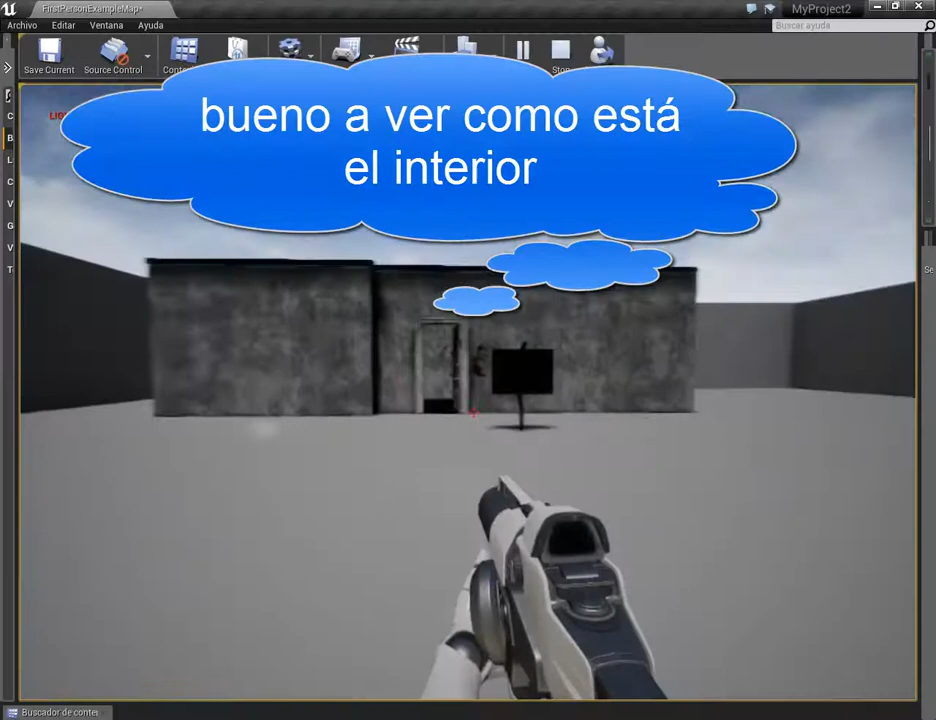 FirstPersonExampleMap*
MyProject2
Archivo Editar Ventana Ayuda
Buscar ayuda
Save Current Source Control
bueno a ver como está
el interior
C
B
L
C
V
G
V
T
Se
Buscador de conte